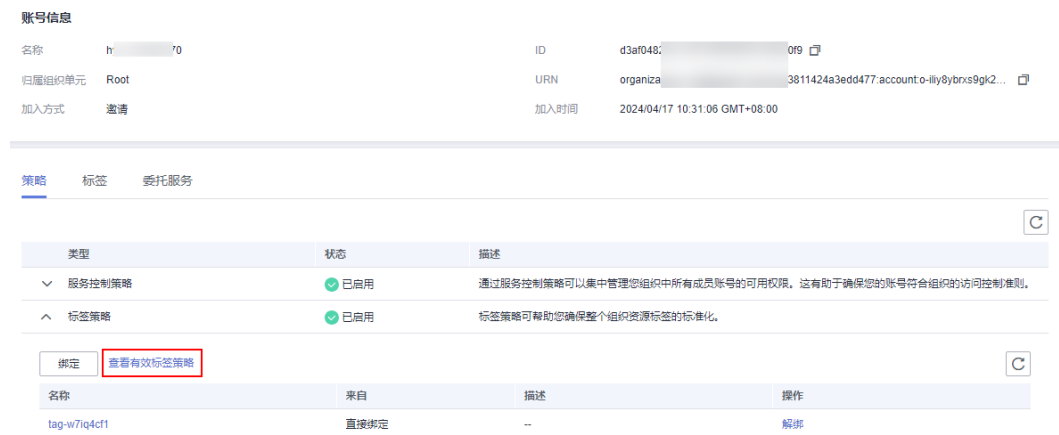 账号信息
名称 h 70 ID d3af048 0f9
归属组织单元 Root URN organiza 3811424a3edd477:account:o-iliy8ybrxs9gk2...
加入方式 邀请 加入时间 2024/04/17 10:31:06 GMT+08:00
策略 标签 委托服务
类型 状态 描述
服务控制策略 已启用 通过服务控制策略可以集中管理您组织中所有成员账号的可用权限。这有助于确保您的账号符合组织的访问控制准则。
标签策略 已启用 标签策略可帮助您确保整个组织资源标签的标准化。
绑定 查看有效标签策略
名称 来自 描述 操作
tag-w7iq4cf1 直接绑定 -- 解绑